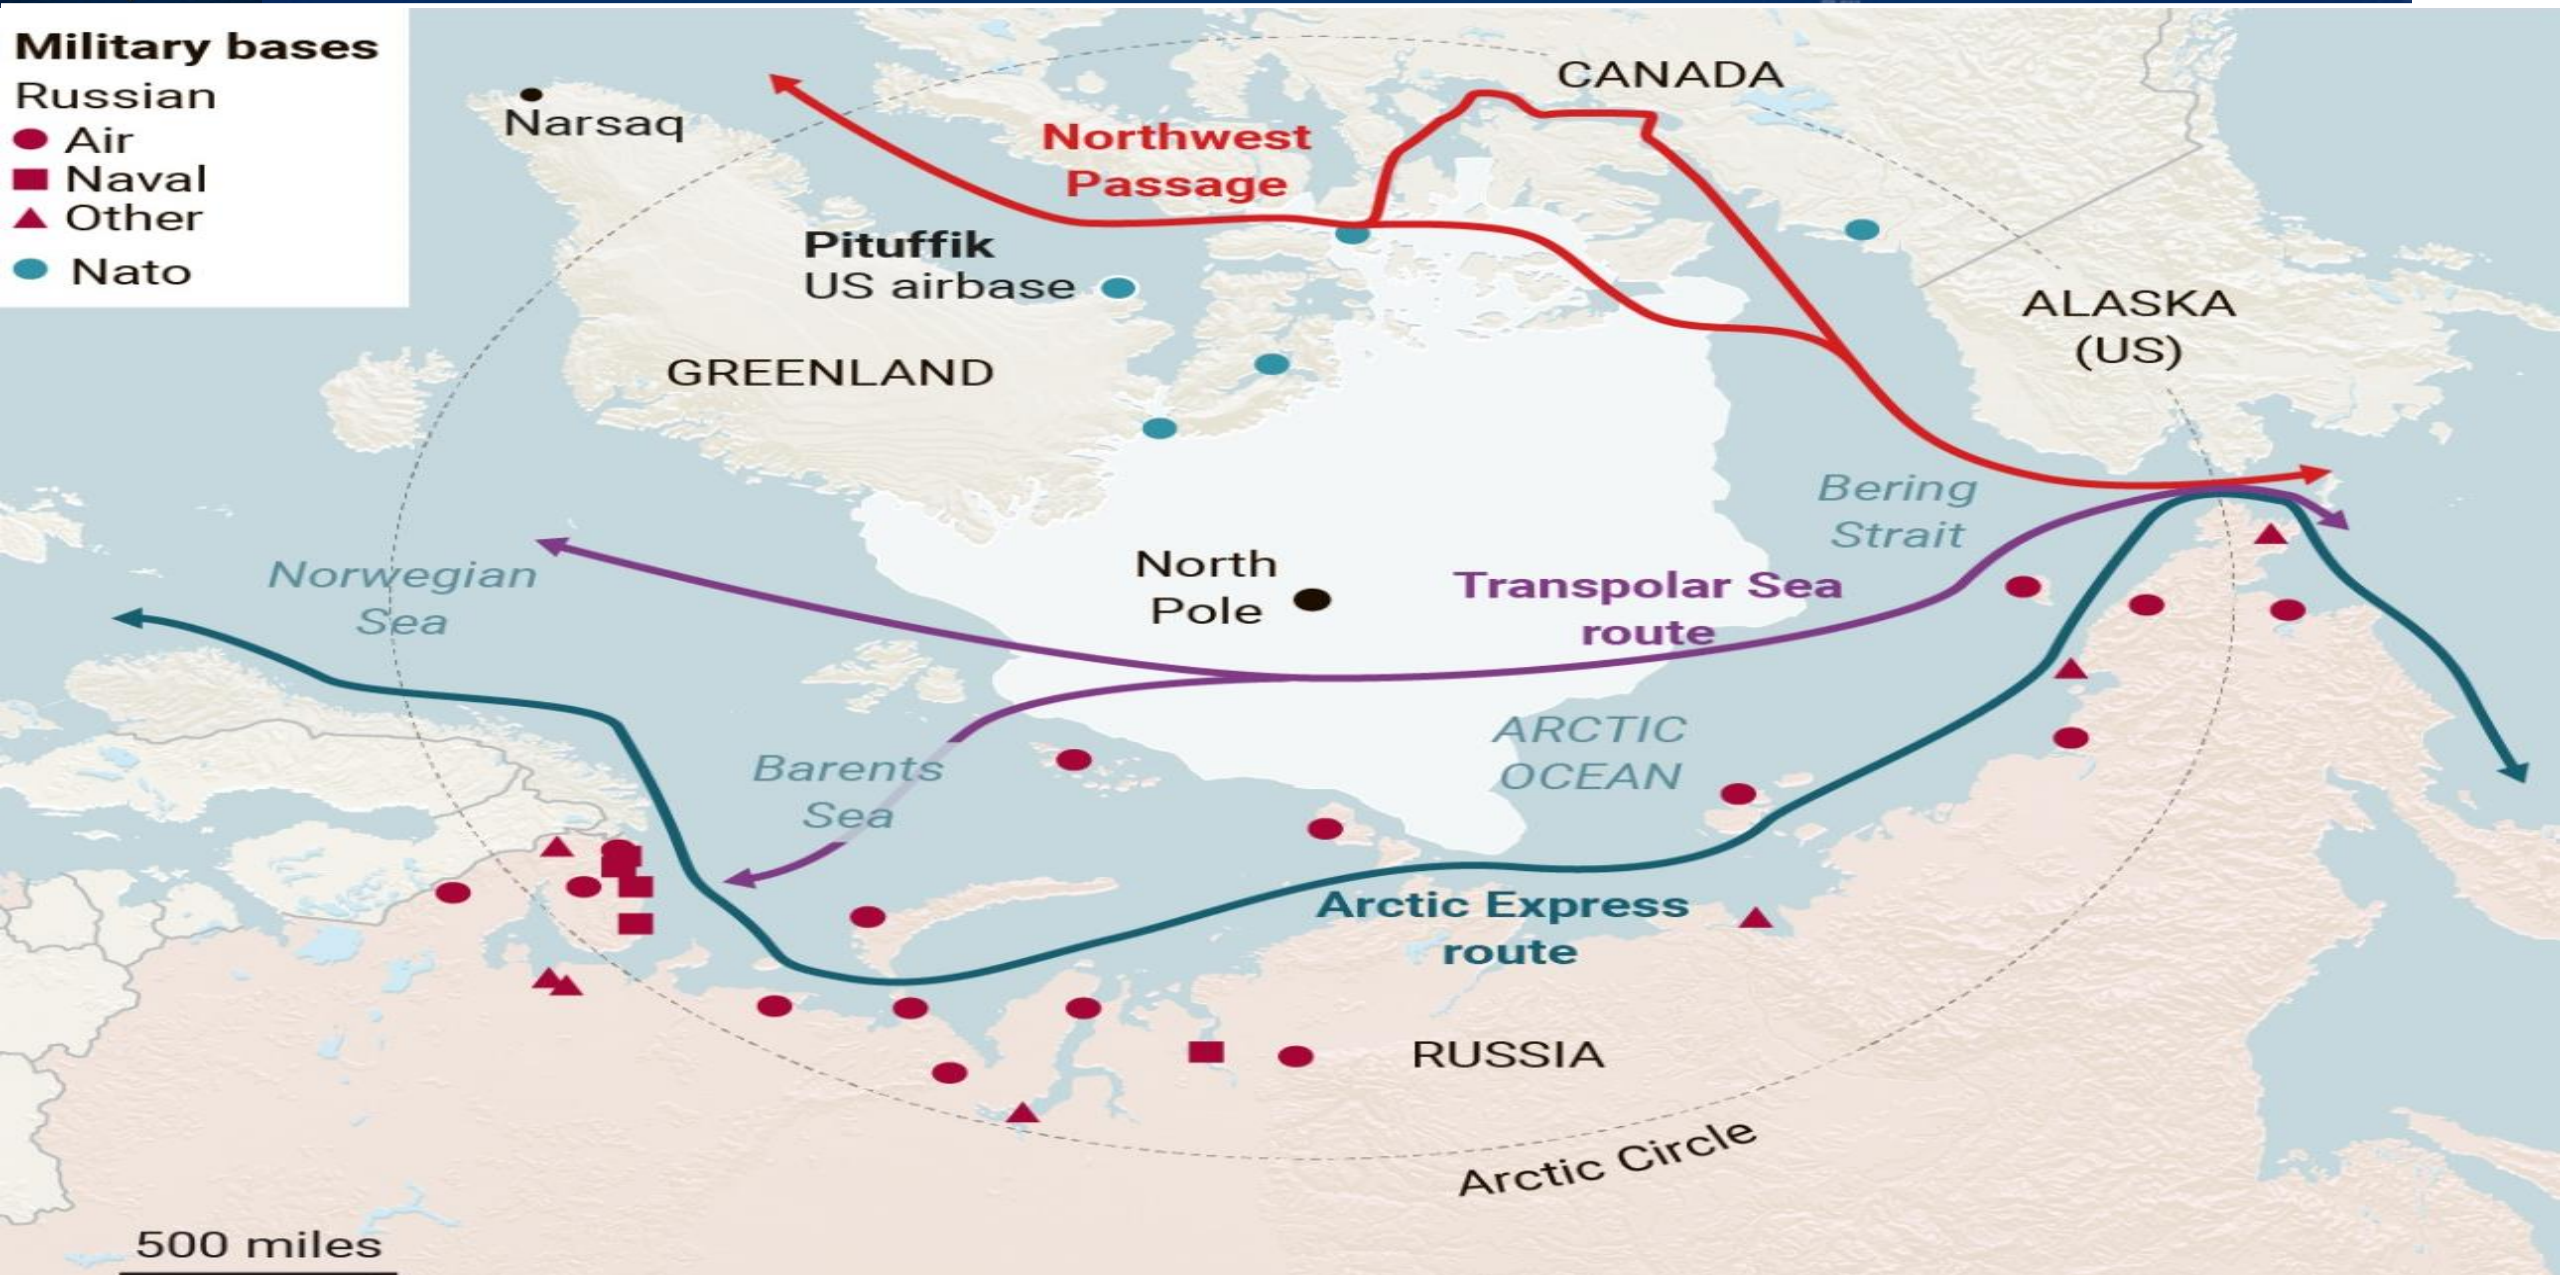 Military bases
Russian
Air
Naval
Other
Nato
Narsaq
CANADA
Northwest
Passage
Pituffik
US airbase
ALASKA
(US)
GREENLAND
Bering
Strait
North
Pole
Norwegian
Sea
Transpolar Sea
route
Barents
Sea
ARCTIC
OCEAN
Arctic Express
route
RUSSIA
Arctic Circle
500 miles